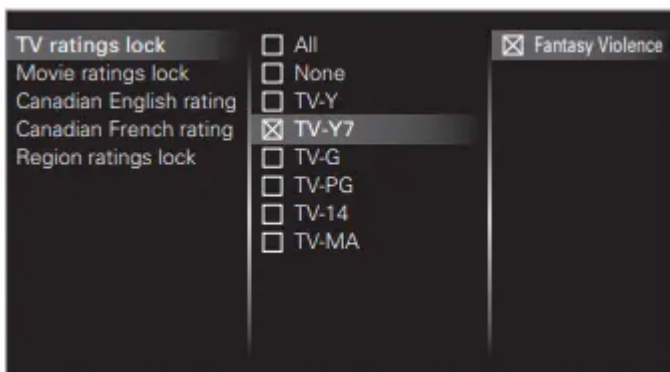 TV ratings lock
Movie ratings lock
Canadian English rating
Canadian French rating
Region ratings lock
All
None
TV-Y
TV-Y7
TV-G
TV-PG
TV-14
TV-MA
Fantasy Violence